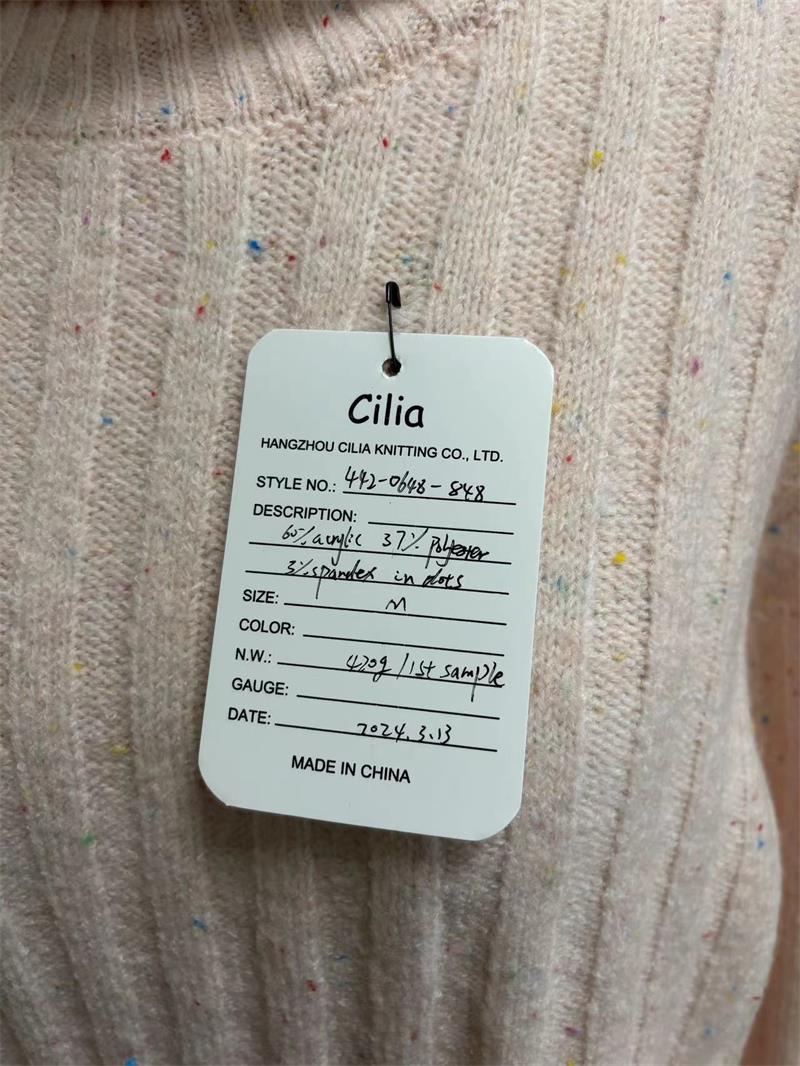 Cilia
HANGZHOU CILIA KNITTING CO., LTD.
STYLE NO.: 442-0648-848
DESCRIPTION:
60% acrylic 37% polyester
3% spandex in dots
SIZE: M
COLOR:
N.W.: 420g / 1st sample
GAUGE:
DATE: 2024.3.13
MADE IN CHINA